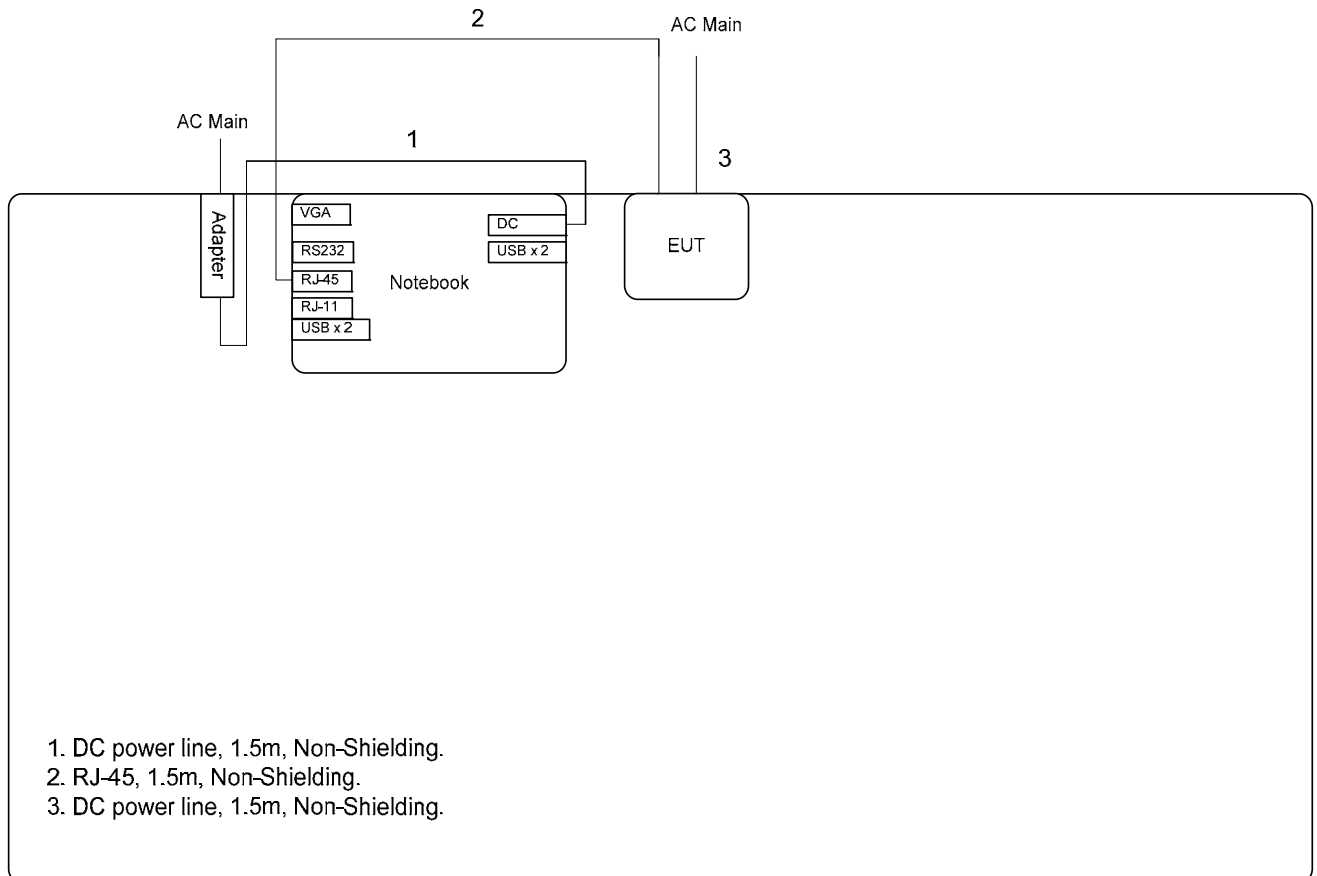 2
AC Main
AC Main
1
3
Adapter
VGA
RS232
RJ-45
RJ-11
USB x 2
Notebook
DC
USB x 2
EUT
1. DC power line, 1.5m, Non-Shielding.
2. RJ-45, 1.5m, Non-Shielding.
3. DC power line, 1.5m, Non-Shielding.